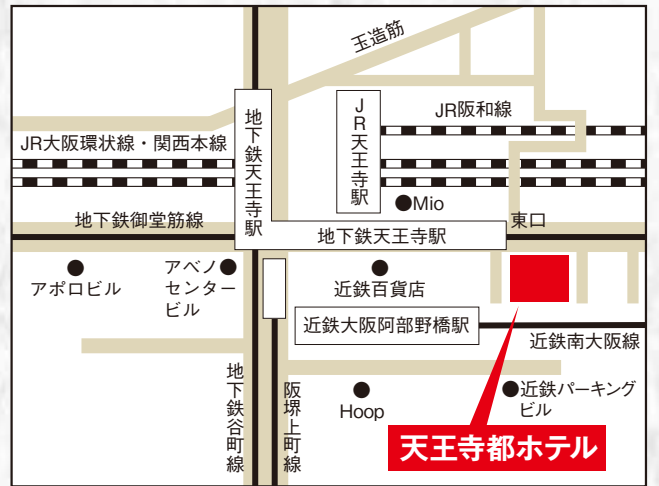 玉造筋
JR大阪環状線・関西本線
地下鉄天王寺駅
JR天王寺駅
JR阪和線
Mio
地下鉄御堂筋線
地下鉄天王寺駅
東口
アポロビル
アベノ
センター
ビル
近鉄百貨店
近鉄大阪阿部野橋駅
近鉄南大阪線
地下鉄谷町線
阪堺上町線
Hoop
近鉄パーキング
ビル
天王寺都ホテル